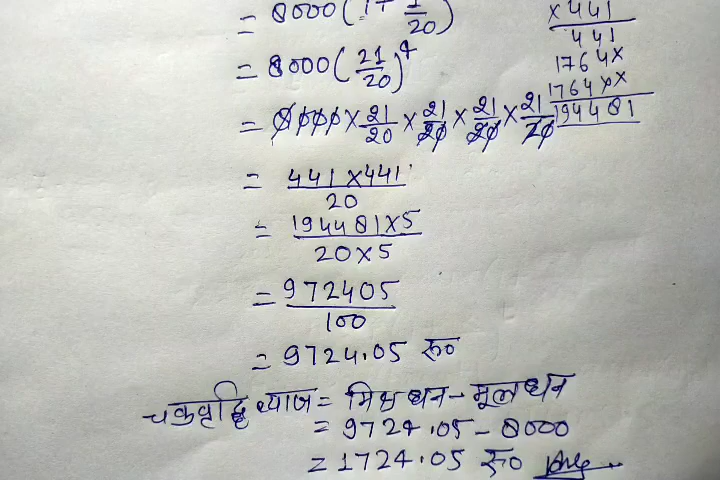 = 8000(1+1/20)
= 8000(21/20)⁴
= 8000×21/20×21/20×21/20×21/20
= 441×441/20
= 194481×5/20×5
= 972405/100
= 9724.05 रू०
चक्रवृद्धि ब्याज = मिश्रधन - मूलधन
= 9724.05 - 8000
= 1724.05 रू० Ans
×441
441
1764×
1764××
194481